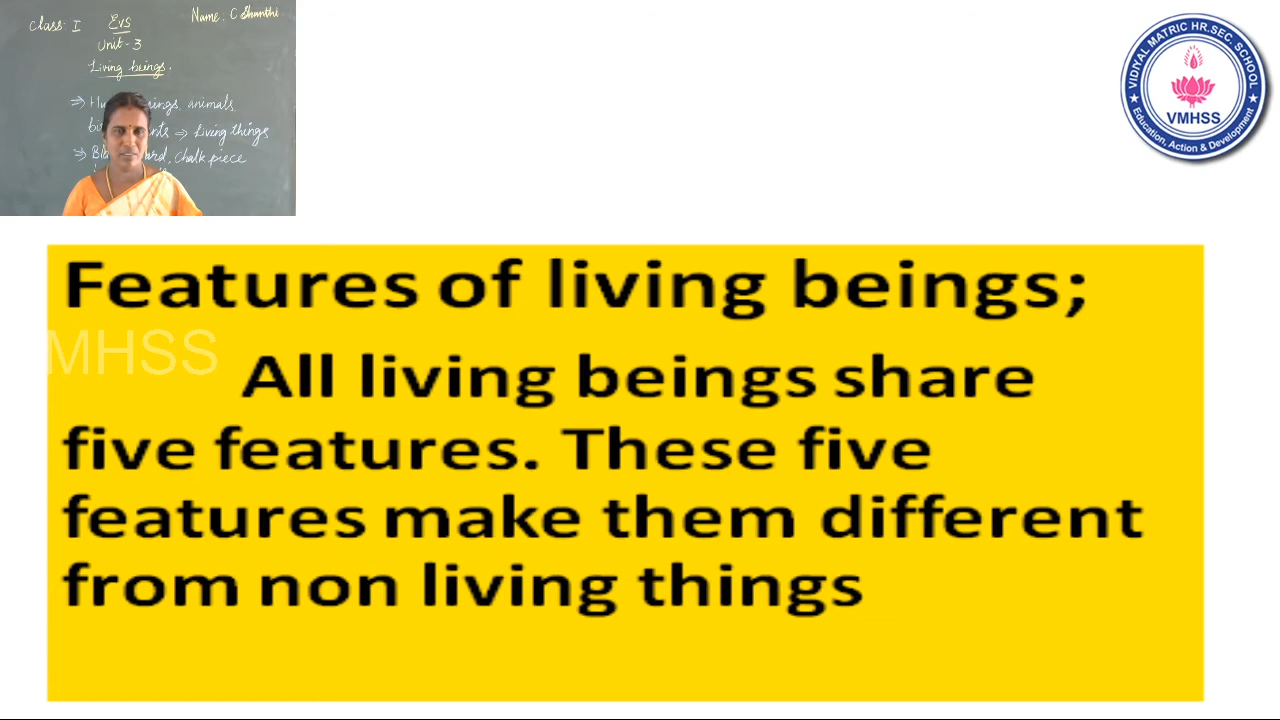 Class: I EVS Name: C Shanthi
Unit - 3
Living beings.
⇒ animals,
⇒ Living things
⇒ chalk piece
VIDIYAL MATRIC HR.SEC. SCHOOL
VMHSS
Education, Action & Development
Features of living beings;
MHSS
All living beings share
five features. These five
features make them different
from non living things